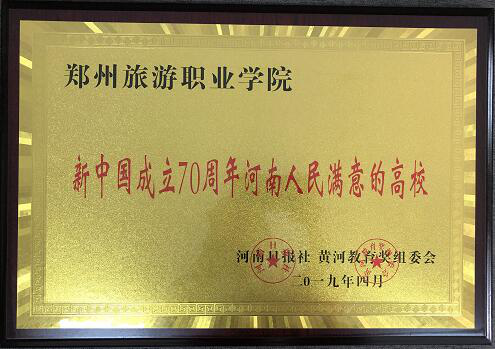 郑州旅游职业学院
新中国成立70周年河南人民满意的高校
河南日报社 黄河教育奖组委会
二〇一九年四月